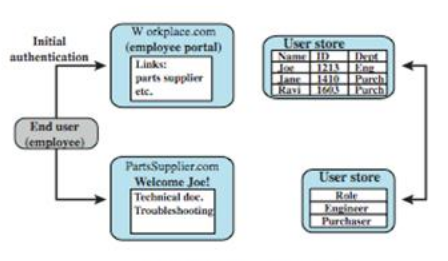 Initial
authentication
W orkplace.com
(employee portal)
Links:
parts supplier
etc.
User store
Name ID Dept
Joe 1213 Eng
Jane 1410 Purch
Ravi 1603 Purch
End user
(employee)
PartsSupplier.com
Welcome Joe!
Technical doc.
Troubleshooting
User store
Role
Engineer
Purchaser